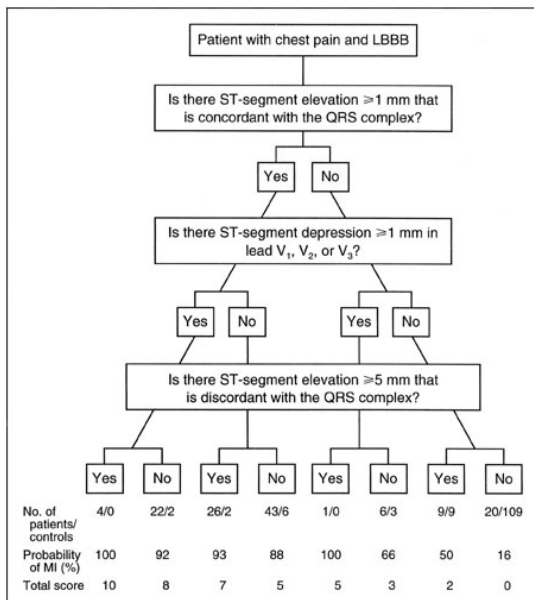 Patient with chest pain and LBBB
Is there ST-segment elevation ⩾1 mm that
is concordant with the QRS complex?
Yes No
Is there ST-segment depression ⩾1 mm in
lead V₁, V₂, or V₃?
Yes No Yes No
Is there ST-segment elevation ⩾5 mm that
is discordant with the QRS complex?
Yes No Yes No Yes No Yes No
No. of patients/ controls 4/0 22/2 26/2 43/6 1/0 6/3 9/9 20/109
Probability of MI (%) 100 92 93 88 100 66 50 16
Total score 10 8 7 5 5 3 2 0